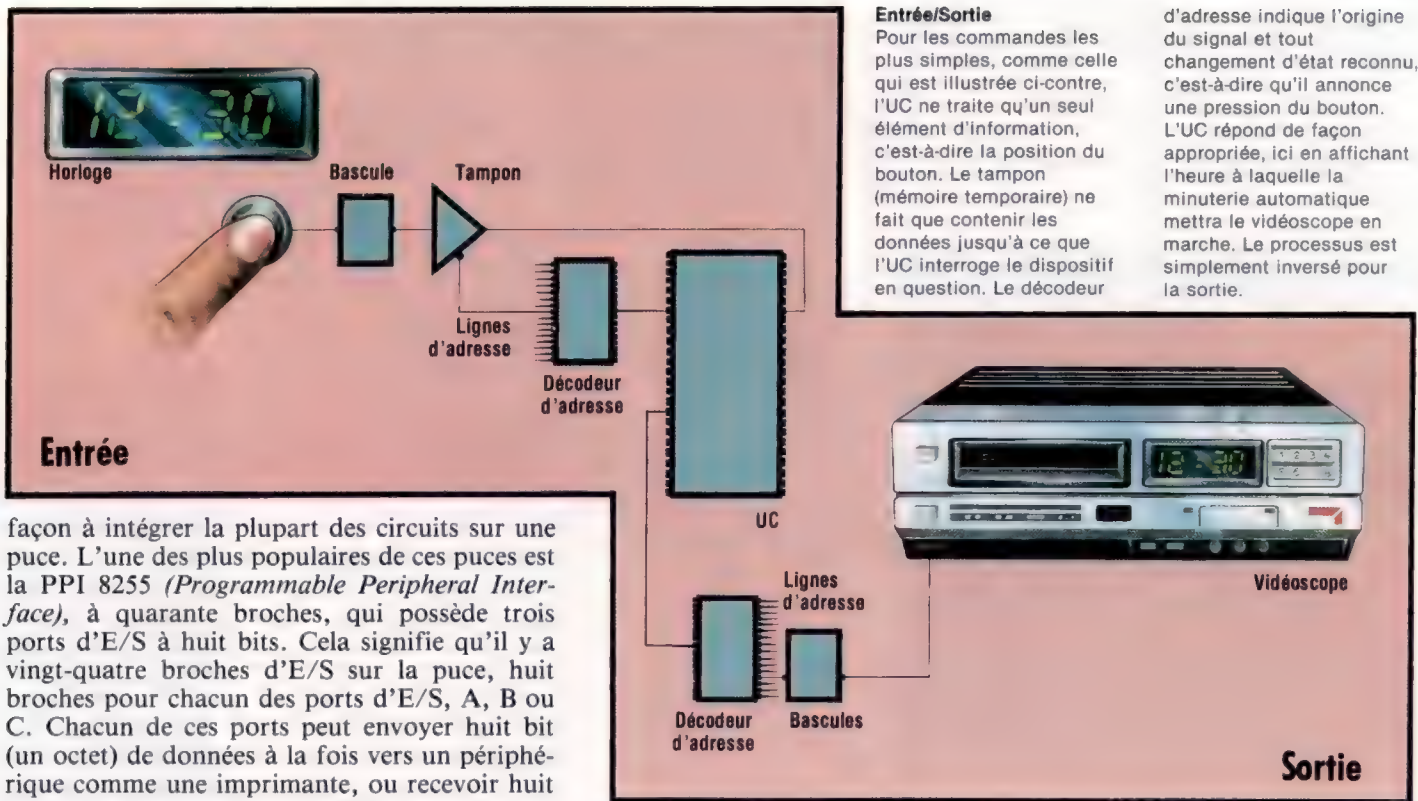 Entrée/Sortie
Pour les commandes les
plus simples, comme celle
qui est illustrée ci-contre,
l'UC ne traite qu'un seul
élément d'information,
c'est-à-dire la position du
bouton. Le tampon
(mémoire temporaire) ne
fait que contenir les
données jusqu'à ce que
l'UC interroge le dispositif
en question. Le décodeur
d'adresse indique l'origine
du signal et tout
changement d'état reconnu,
c'est-à-dire qu'il annonce
une pression du bouton.
L'UC répond de façon
appropriée, ici en affichant
l'heure à laquelle la
minuterie automatique
mettra le vidéoscope en
marche. Le processus est
simplement inversé pour
la sortie.
12-30
Horloge
Bascule
Tampon
Lignes
d'adresse
Décodeur
d'adresse
Entrée
UC
12-30
Vidéoscope
Lignes
d'adresse
Décodeur
d'adresse
Bascules
Sortie
façon à intégrer la plupart des circuits sur une
puce. L'une des plus populaires de ces puces est
la PPI 8255 (Programmable Peripheral Inter-
face), à quarante broches, qui possède trois
ports d'E/S à huit bits. Cela signifie qu'il y a
vingt-quatre broches d'E/S sur la puce, huit
broches pour chacun des ports d'E/S, A, B ou
C. Chacun de ces ports peut envoyer huit bit
(un octet) de données à la fois vers un périphé-
rique comme une imprimante, ou recevoir huit